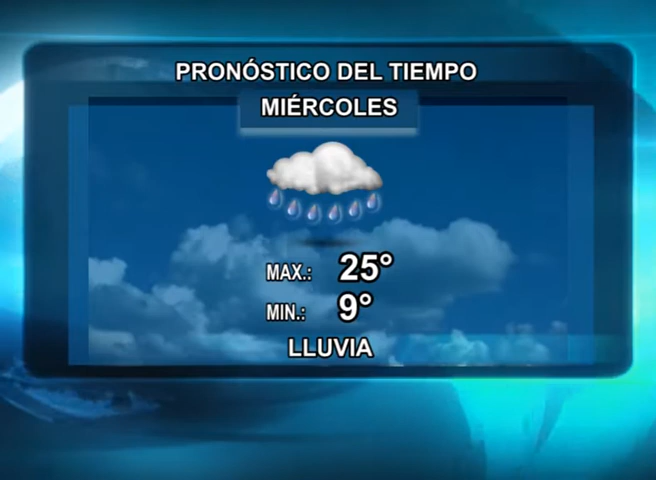 PRONÓSTICO DEL TIEMPO
MIÉRCOLES
MAX.: 25°
MIN.: 9°
LLUVIA